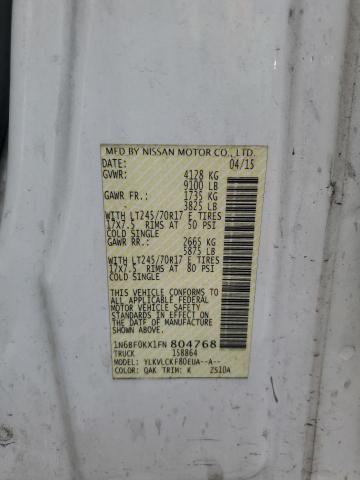 MFD BY NISSAN MOTOR CO., LTD.
DATE: 04/15
GVWR: 4128 KG
9100 LB
GAWR FR.: 1735 KG
3825 LB
WITH LT245/70R17 E TIRES
17X7.5 RIMS AT 50 PSI
COLD SINGLE
GAWR RR.: 2665 KG
5875 LB
WITH LT245/70R17 E TIRES
17X7.5 RIMS AT 80 PSI
COLD SINGLE
THIS VEHICLE CONFORMS TO ALL
APPLICABLE FEDERAL MOTOR VEHICLE
SAFETY STANDARDS IN EFFECT ON
THE DATE OF MANUFACTURE SHOWN
ABOVE
1N6BF0KX1FN 804768
TRUCK 158864
MODEL: YLKVLCKF80EUA--A--
COLOR: QAK TRIM: K ZS10A